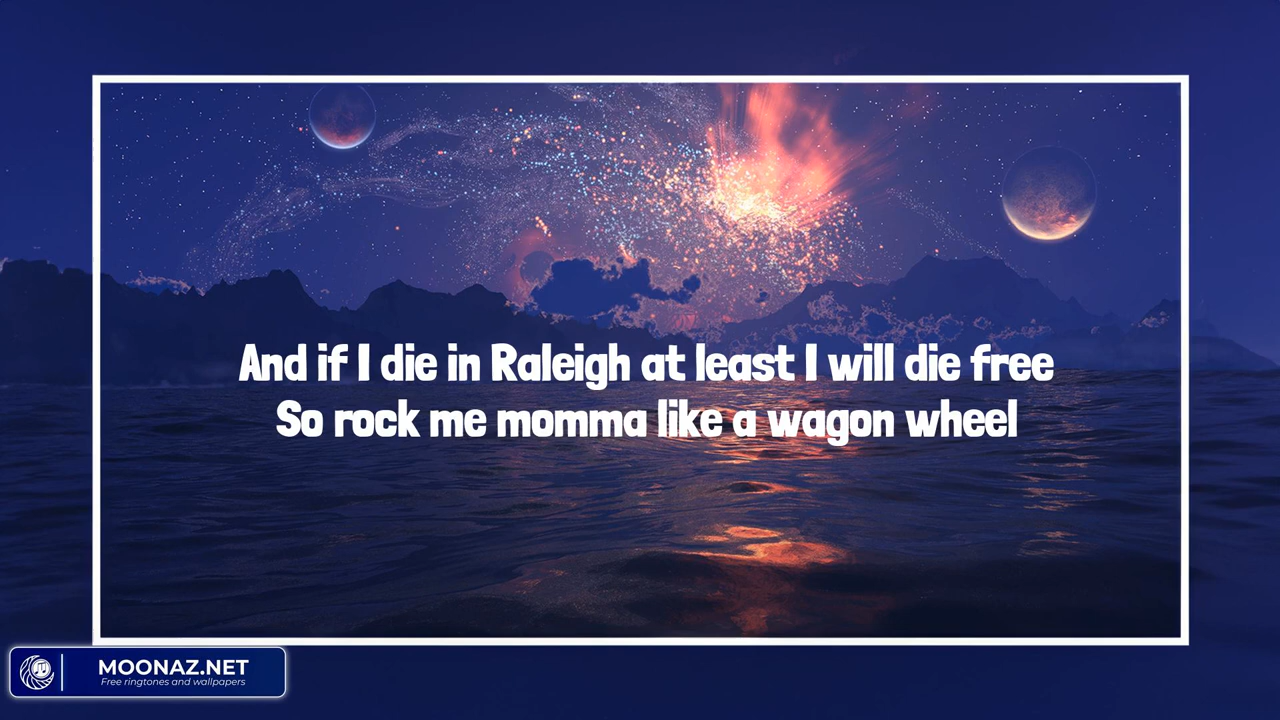 And if I die in Raleigh at least I will die free
So rock me momma like a wagon wheel
MOONAZ.NET
Free ringtones and wallpapers